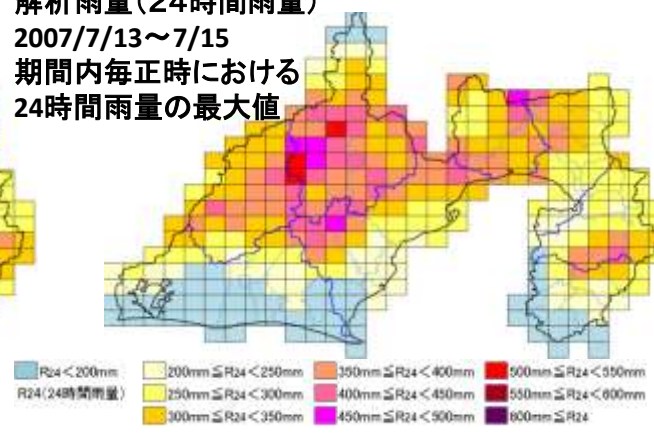 解析雨量(24時間雨量)
2007/7/13～7/15
期間内毎正時における
24時間雨量の最大値
R24＜200mm
200mm≦R24＜250mm
350mm≦R24＜400mm
500mm≦R24＜550mm
R24(24時間雨量)
250mm≦R24＜300mm
400mm≦R24＜450mm
550mm≦R24＜600mm
300mm≦R24＜350mm
450mm≦R24＜500mm
600mm≦R24